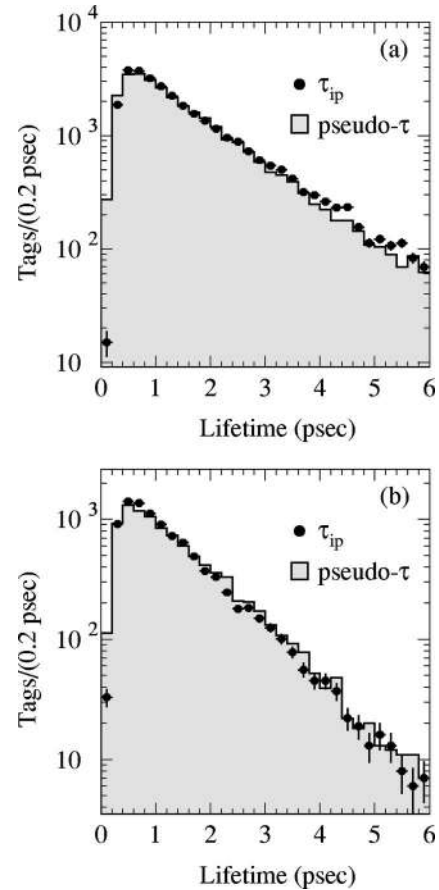 10^4
(a)
τ_ip
pseudo-τ
10^3
Tags/(0.2 psec)
10^2
10
0 1 2 3 4 5 6
Lifetime (psec)
(b)
10^3
τ_ip
pseudo-τ
Tags/(0.2 psec)
10^2
10
0 1 2 3 4 5 6
Lifetime (psec)